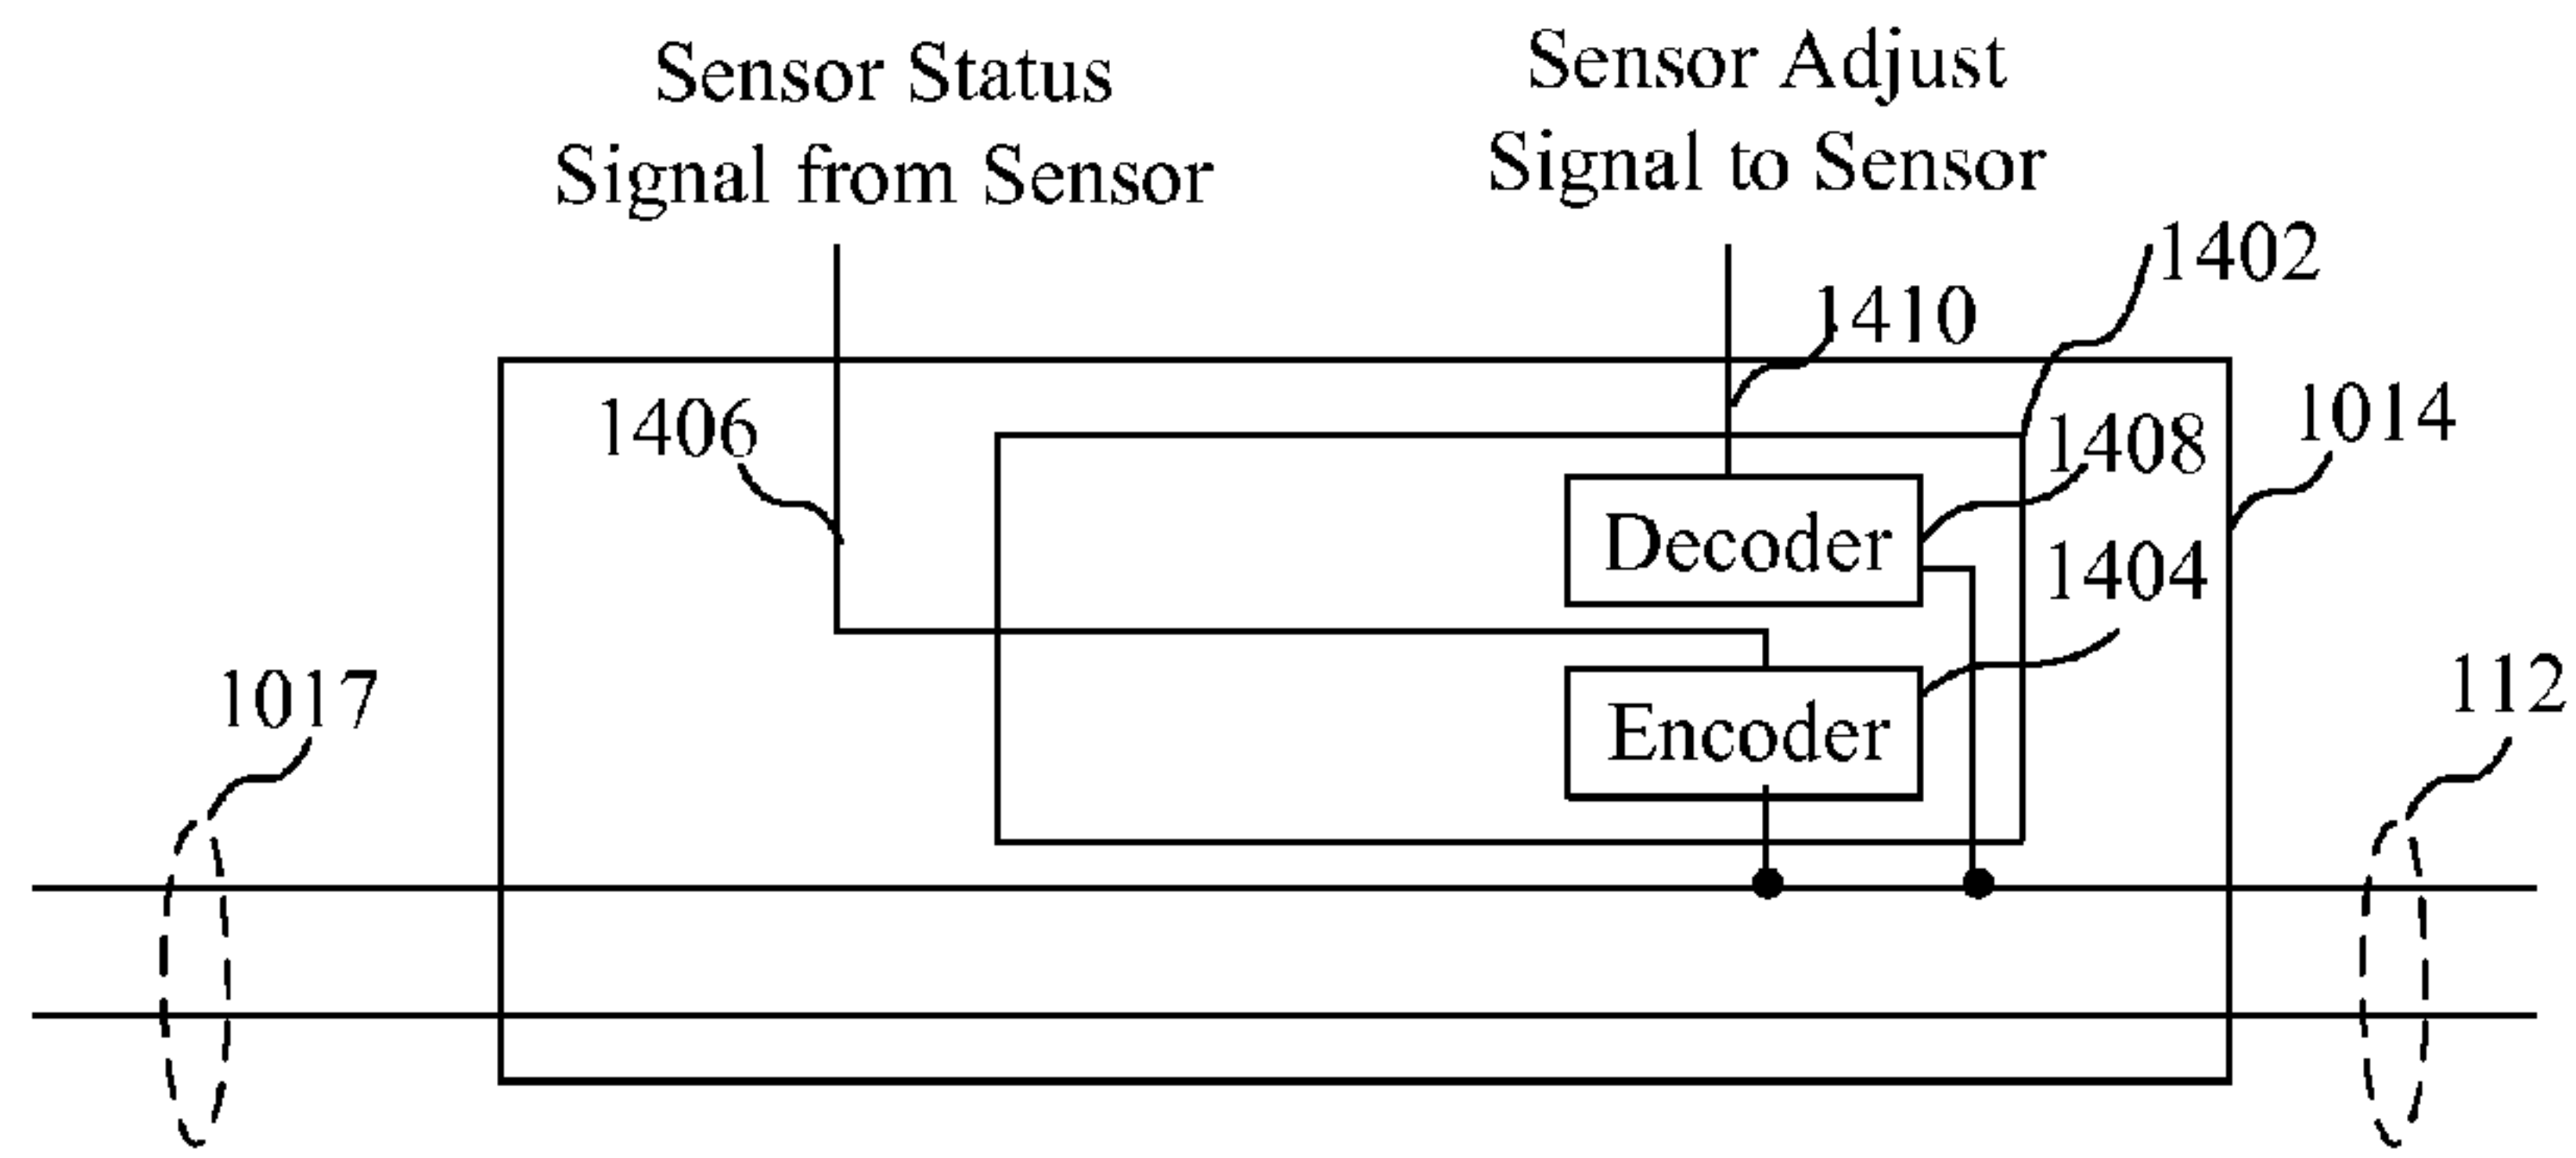 Sensor Status
Signal from Sensor
Sensor Adjust
Signal to Sensor
1402
1410
1406
1408
1014
Decoder
1404
1017
Encoder
112